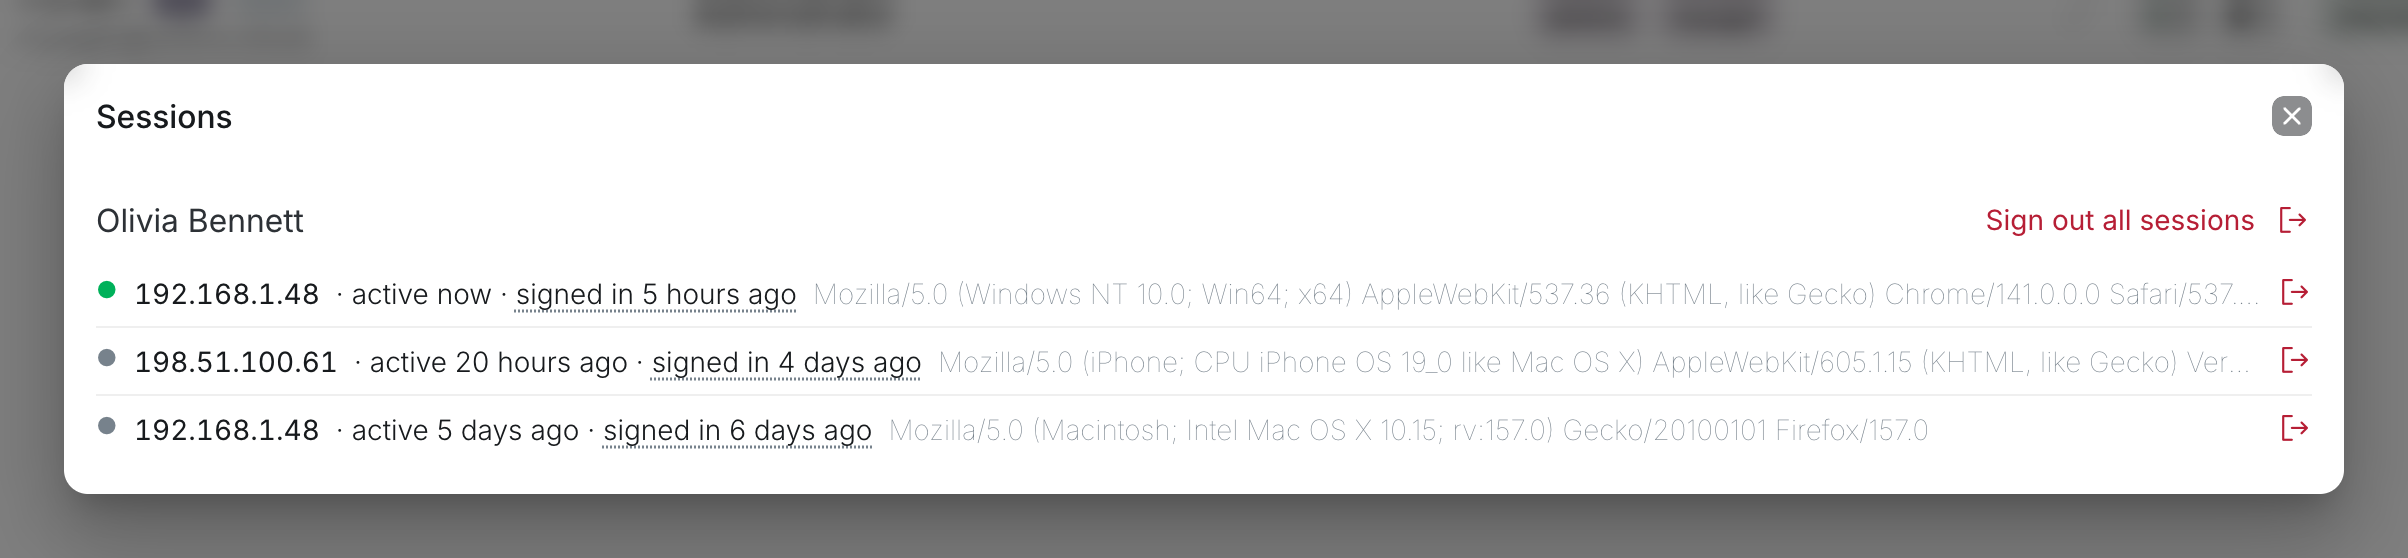 Sessions
Olivia Bennett
Sign out all sessions
192.168.1.48 · active now · signed in 5 hours ago Mozilla/5.0 (Windows NT 10.0; Win64; x64) AppleWebKit/537.36 (KHTML, like Gecko) Chrome/141.0.0.0 Safari/537....
198.51.100.61 · active 20 hours ago · signed in 4 days ago Mozilla/5.0 (iPhone; CPU iPhone OS 19_0 like Mac OS X) AppleWebKit/605.1.15 (KHTML, like Gecko) Ver...
192.168.1.48 · active 5 days ago · signed in 6 days ago Mozilla/5.0 (Macintosh; Intel Mac OS X 10.15; rv:157.0) Gecko/20100101 Firefox/157.0